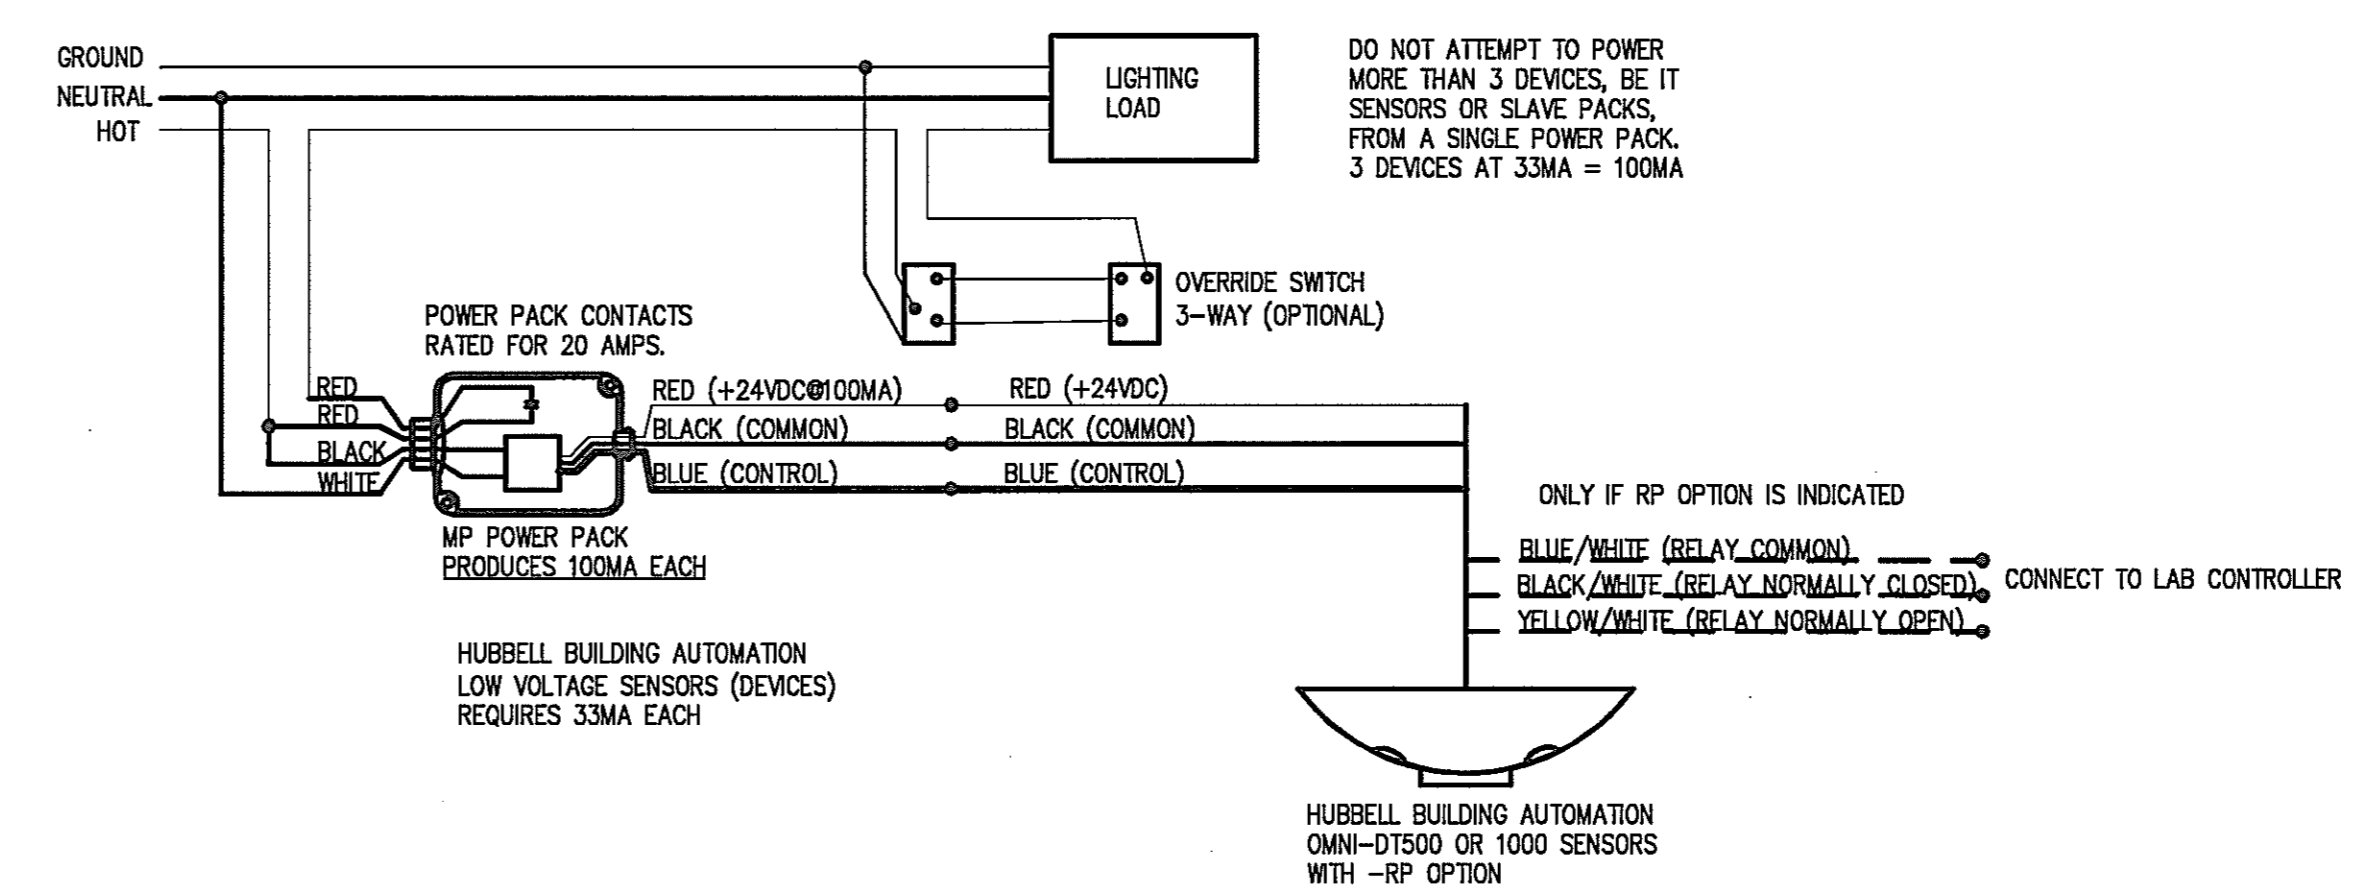 GROUND
NEUTRAL
HOT
LIGHTING
LOAD
DO NOT ATTEMPT TO POWER
MORE THAN 3 DEVICES, BE IT
SENSORS OR SLAVE PACKS,
FROM A SINGLE POWER PACK.
3 DEVICES AT 33MA = 100MA
OVERRIDE SWITCH
3-WAY (OPTIONAL)
POWER PACK CONTACTS
RATED FOR 20 AMPS.
RED
RED
BLACK
WHITE
RED (+24VDC@100MA)
BLACK (COMMON)
BLUE (CONTROL)
RED (+24VDC)
BLACK (COMMON)
BLUE (CONTROL)
MP POWER PACK
PRODUCES 100MA EACH
ONLY IF RP OPTION IS INDICATED
BLUE/WHITE (RELAY COMMON)
BLACK/WHITE (RELAY NORMALLY CLOSED)
YELLOW/WHITE (RELAY NORMALLY OPEN)
CONNECT TO LAB CONTROLLER
HUBBELL BUILDING AUTOMATION
LOW VOLTAGE SENSORS (DEVICES)
REQUIRES 33MA EACH
HUBBELL BUILDING AUTOMATION
OMNI-DT500 OR 1000 SENSORS
WITH -RP OPTION